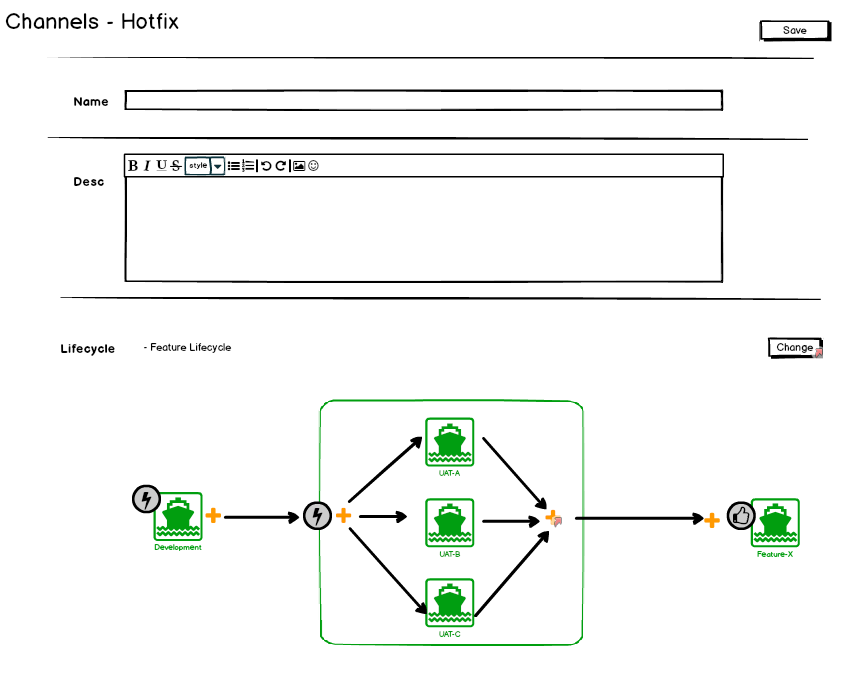 Channels - Hotfix
Save
Name
B I U S style
Desc
Lifecycle - Feature Lifecycle
Change
UAT-A
Development
UAT-B
Feature-X
UAT-C